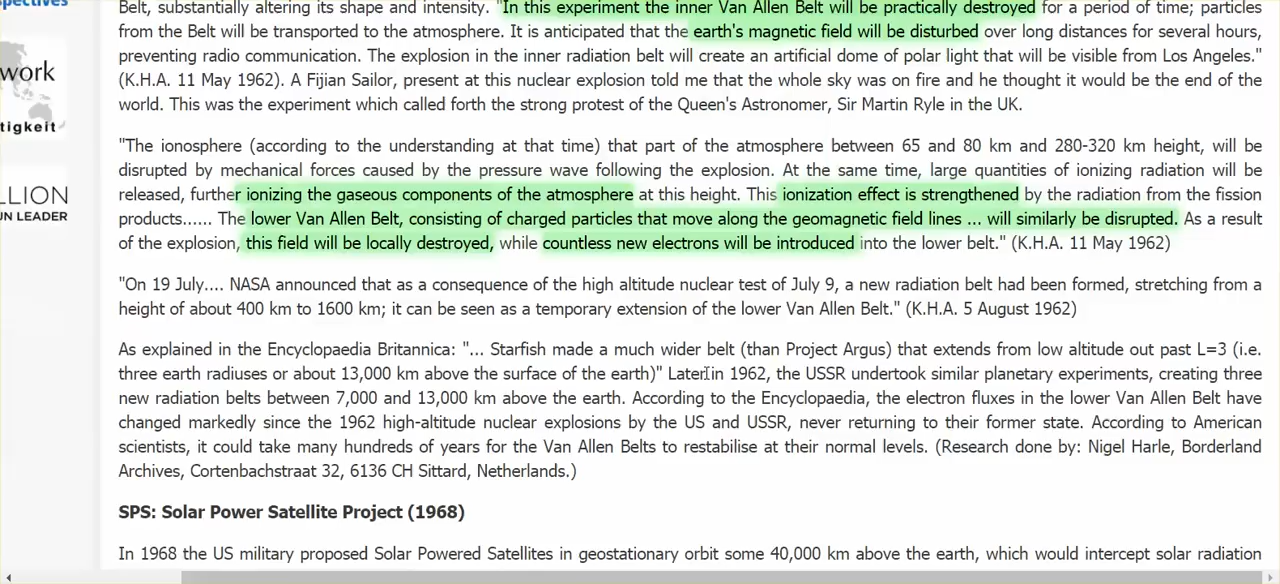 Belt, substantially altering its shape and intensity. "In this experiment the inner Van Allen Belt will be practically destroyed for a period of time; particles
from the Belt will be transported to the atmosphere. It is anticipated that the earth's magnetic field will be disturbed over long distances for several hours,
preventing radio communication. The explosion in the inner radiation belt will create an artificial dome of polar light that will be visible from Los Angeles."
(K.H.A. 11 May 1962). A Fijian Sailor, present at this nuclear explosion told me that the whole sky was on fire and he thought it would be the end of the
world. This was the experiment which called forth the strong protest of the Queen's Astronomer, Sir Martin Ryle in the UK.
work
tigkeit
"The ionosphere (according to the understanding at that time) that part of the atmosphere between 65 and 80 km and 280-320 km height, will be
disrupted by mechanical forces caused by the pressure wave following the explosion. At the same time, large quantities of ionizing radiation will be
released, further ionizing the gaseous components of the atmosphere at this height. This ionization effect is strengthened by the radiation from the fission
products...... The lower Van Allen Belt, consisting of charged particles that move along the geomagnetic field lines ... will similarly be disrupted. As a result
of the explosion, this field will be locally destroyed, while countless new electrons will be introduced into the lower belt." (K.H.A. 11 May 1962)
LLION
UN LEADER
"On 19 July.... NASA announced that as a consequence of the high altitude nuclear test of July 9, a new radiation belt had been formed, stretching from a
height of about 400 km to 1600 km; it can be seen as a temporary extension of the lower Van Allen Belt." (K.H.A. 5 August 1962)
As explained in the Encyclopaedia Britannica: "... Starfish made a much wider belt (than Project Argus) that extends from low altitude out past L=3 (i.e.
three earth radiuses or about 13,000 km above the surface of the earth)" Later in 1962, the USSR undertook similar planetary experiments, creating three
new radiation belts between 7,000 and 13,000 km above the earth. According to the Encyclopaedia, the electron fluxes in the lower Van Allen Belt have
changed markedly since the 1962 high-altitude nuclear explosions by the US and USSR, never returning to their former state. According to American
scientists, it could take many hundreds of years for the Van Allen Belts to restabilise at their normal levels. (Research done by: Nigel Harle, Borderland
Archives, Cortenbachstraat 32, 6136 CH Sittard, Netherlands.)
SPS: Solar Power Satellite Project (1968)
In 1968 the US military proposed Solar Powered Satellites in geostationary orbit some 40,000 km above the earth, which would intercept solar radiation